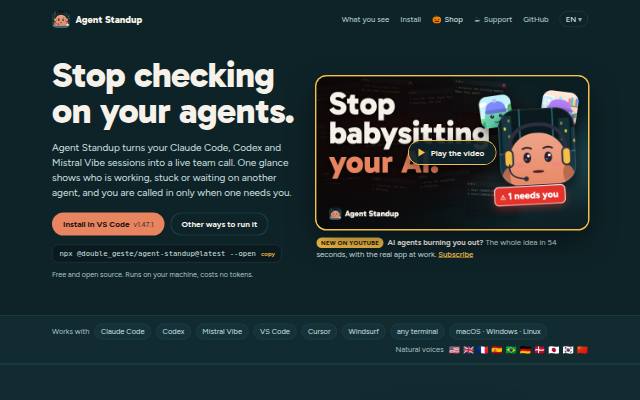 Agent Standup
What you see
Install
Shop
Support
GitHub
EN ▾
Stop checking
on your agents.
Agent Standup turns your Claude Code, Codex and
Mistral Vibe sessions into a live team call. One glance
shows who is working, stuck or waiting on another
agent, and you are called in only when one needs you.
Install in VS Code v1.47.1
Other ways to run it
npx @double_geste/agent-standup@latest --open copy
Free and open source. Runs on your machine, costs no tokens.
Stop
babysitting
your AI.
Play the video
1 needs you
Agent Standup
NEW ON YOUTUBE AI agents burning you out? The whole idea in 54
seconds, with the real app at work. Subscribe
Works with
Claude Code
Codex
Mistral Vibe
VS Code
Cursor
Windsurf
any terminal
macOS · Windows · Linux
Natural voices